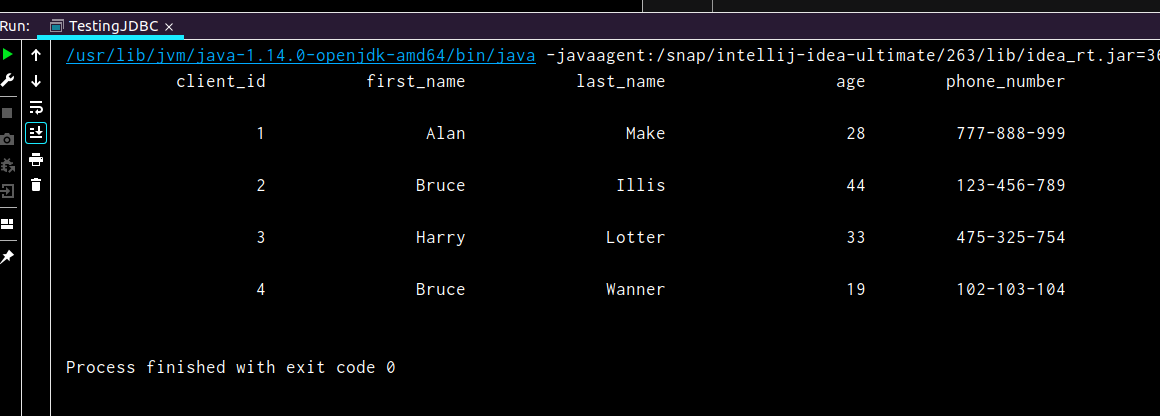 Run: TestingJDBC ×
/usr/lib/jvm/java-1.14.0-openjdk-amd64/bin/java -javaagent:/snap/intellij-idea-ultimate/263/lib/idea_rt.jar=36
client_id first_name last_name age phone_number
1 Alan Make 28 777-888-999
2 Bruce Illis 44 123-456-789
3 Harry Lotter 33 475-325-754
4 Bruce Wanner 19 102-103-104
Process finished with exit code 0